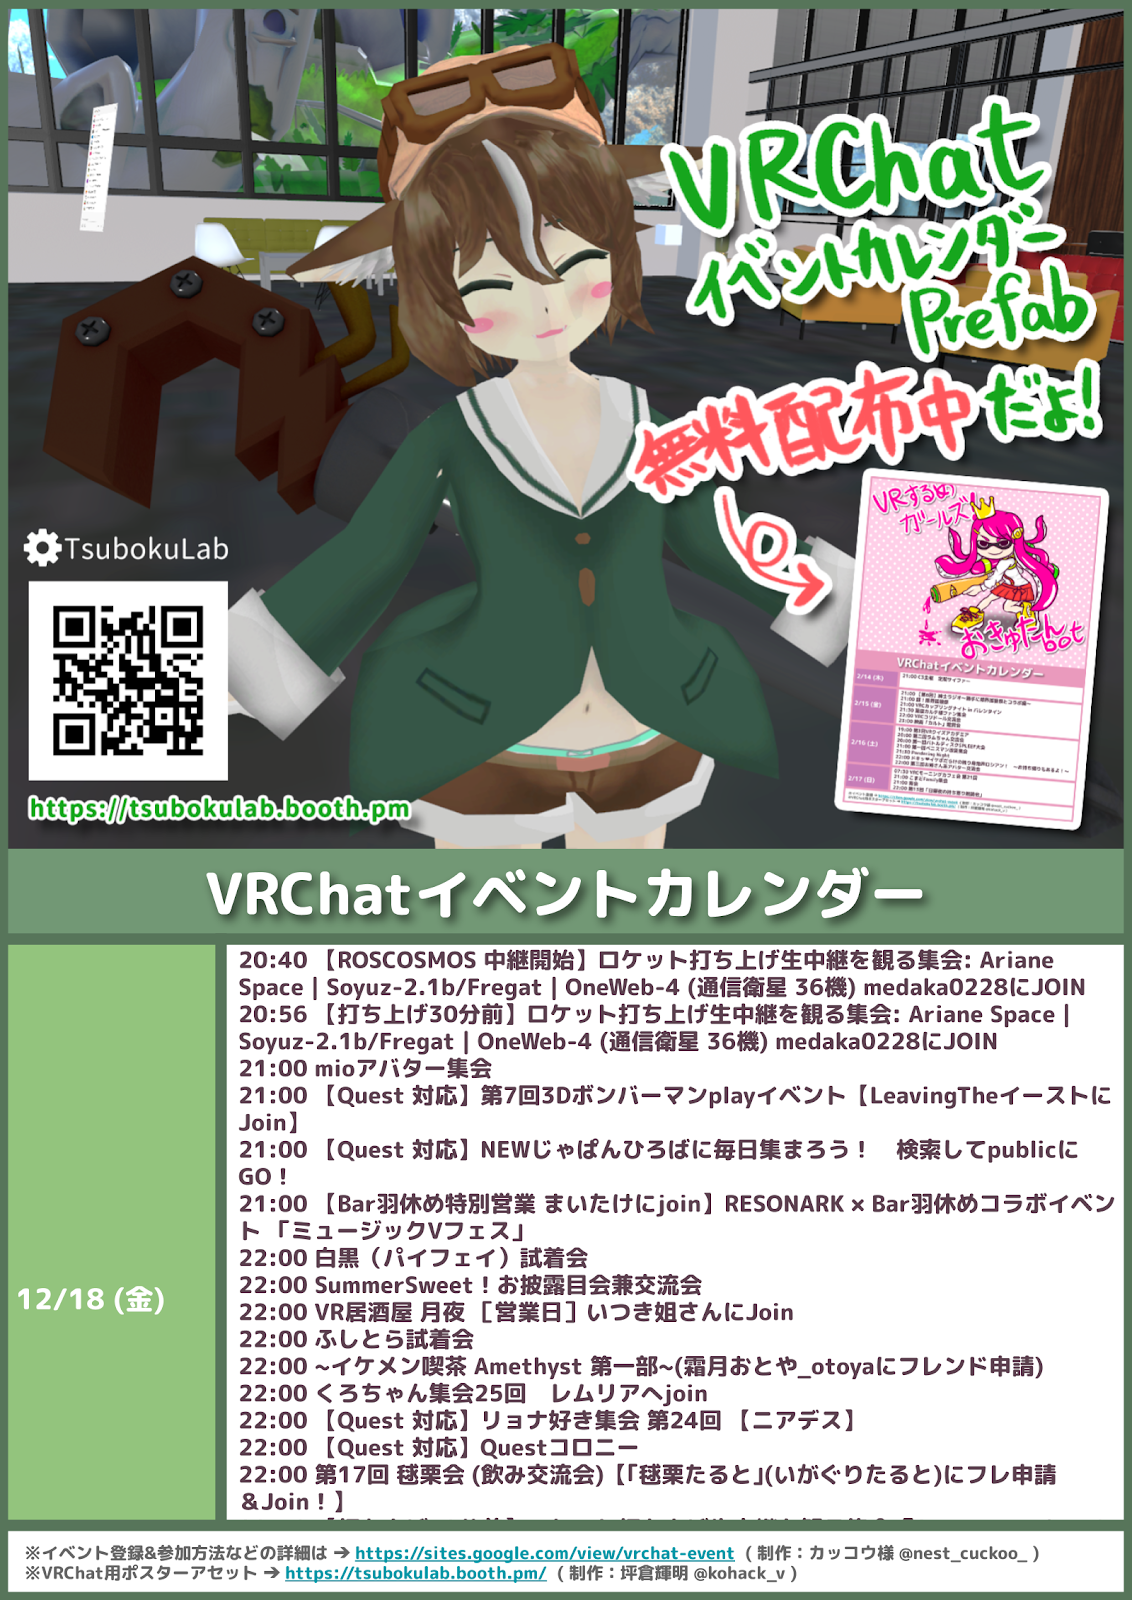 VRChat
イベントカレンダー
Prefab
無料配布中だよ!
VRするめ
ガールズ
おきゅたん
bot
VRChatイベントカレンダー
2/14 (木)
2/15 (金)
2/16 (土)
2/17 (日)
TsubokuLab
https://tsubokulab.booth.pm
VRChatイベントカレンダー
12/18 (金)
20:40 【ROSCOSMOS 中継開始】ロケット打ち上げ生中継を観る集会: Ariane
Space | Soyuz-2.1b/Fregat | OneWeb-4 (通信衛星 36機) medaka0228にJOIN
20:56 【打ち上げ30分前】ロケット打ち上げ生中継を観る集会: Ariane Space |
Soyuz-2.1b/Fregat | OneWeb-4 (通信衛星 36機) medaka0228にJOIN
21:00 mioアバター集会
21:00 【Quest 対応】第7回3Dボンバーマンplayイベント【LeavingTheイーストに
Join】
21:00 【Quest 対応】NEWじゃぱんひろばに毎日集まろう！　検索してpublicに
GO！
21:00 【Bar羽休め特別営業 まいたけにjoin】RESONARK × Bar羽休めコラボイベン
ト 「ミュージックVフェス」
22:00 白黒（パイフェイ）試着会
22:00 SummerSweet！お披露目会兼交流会
22:00 VR居酒屋 月夜 ［営業日］いつき姐さんにJoin
22:00 ふしとら試着会
22:00 ~イケメン喫茶 Amethyst 第一部~(霜月おとや_otoyaにフレンド申請)
22:00 くろちゃん集会25回　レムリアへjoin
22:00 【Quest 対応】リョナ好き集会 第24回 【ニアデス】
22:00 【Quest 対応】Questコロニー
22:00 第17回 毬栗会 (飲み交流会)【｢毬栗たると｣(いがぐりたると)にフレ申請
＆Join！】
※イベント登録&参加方法などの詳細は ➔ https://sites.google.com/view/vrchat-event ( 制作：カッコウ様 @nest_cuckoo_ )
※VRChat用ポスターアセット ➔ https://tsubokulab.booth.pm/ ( 制作：坪倉輝明 @kohack_v )